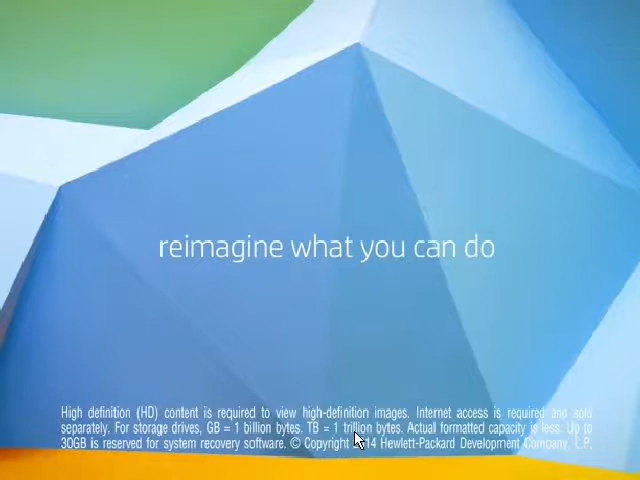 reimagine what you can do
High definition (HD) content is required to view high-definition images. Internet access is required and sold
separately. For storage drives, GB = 1 billion bytes. TB = 1 trillion bytes. Actual formatted capacity is less. Up to
30GB is reserved for system recovery software. © Copyright 2014 Hewlett-Packard Development Company, L.P.